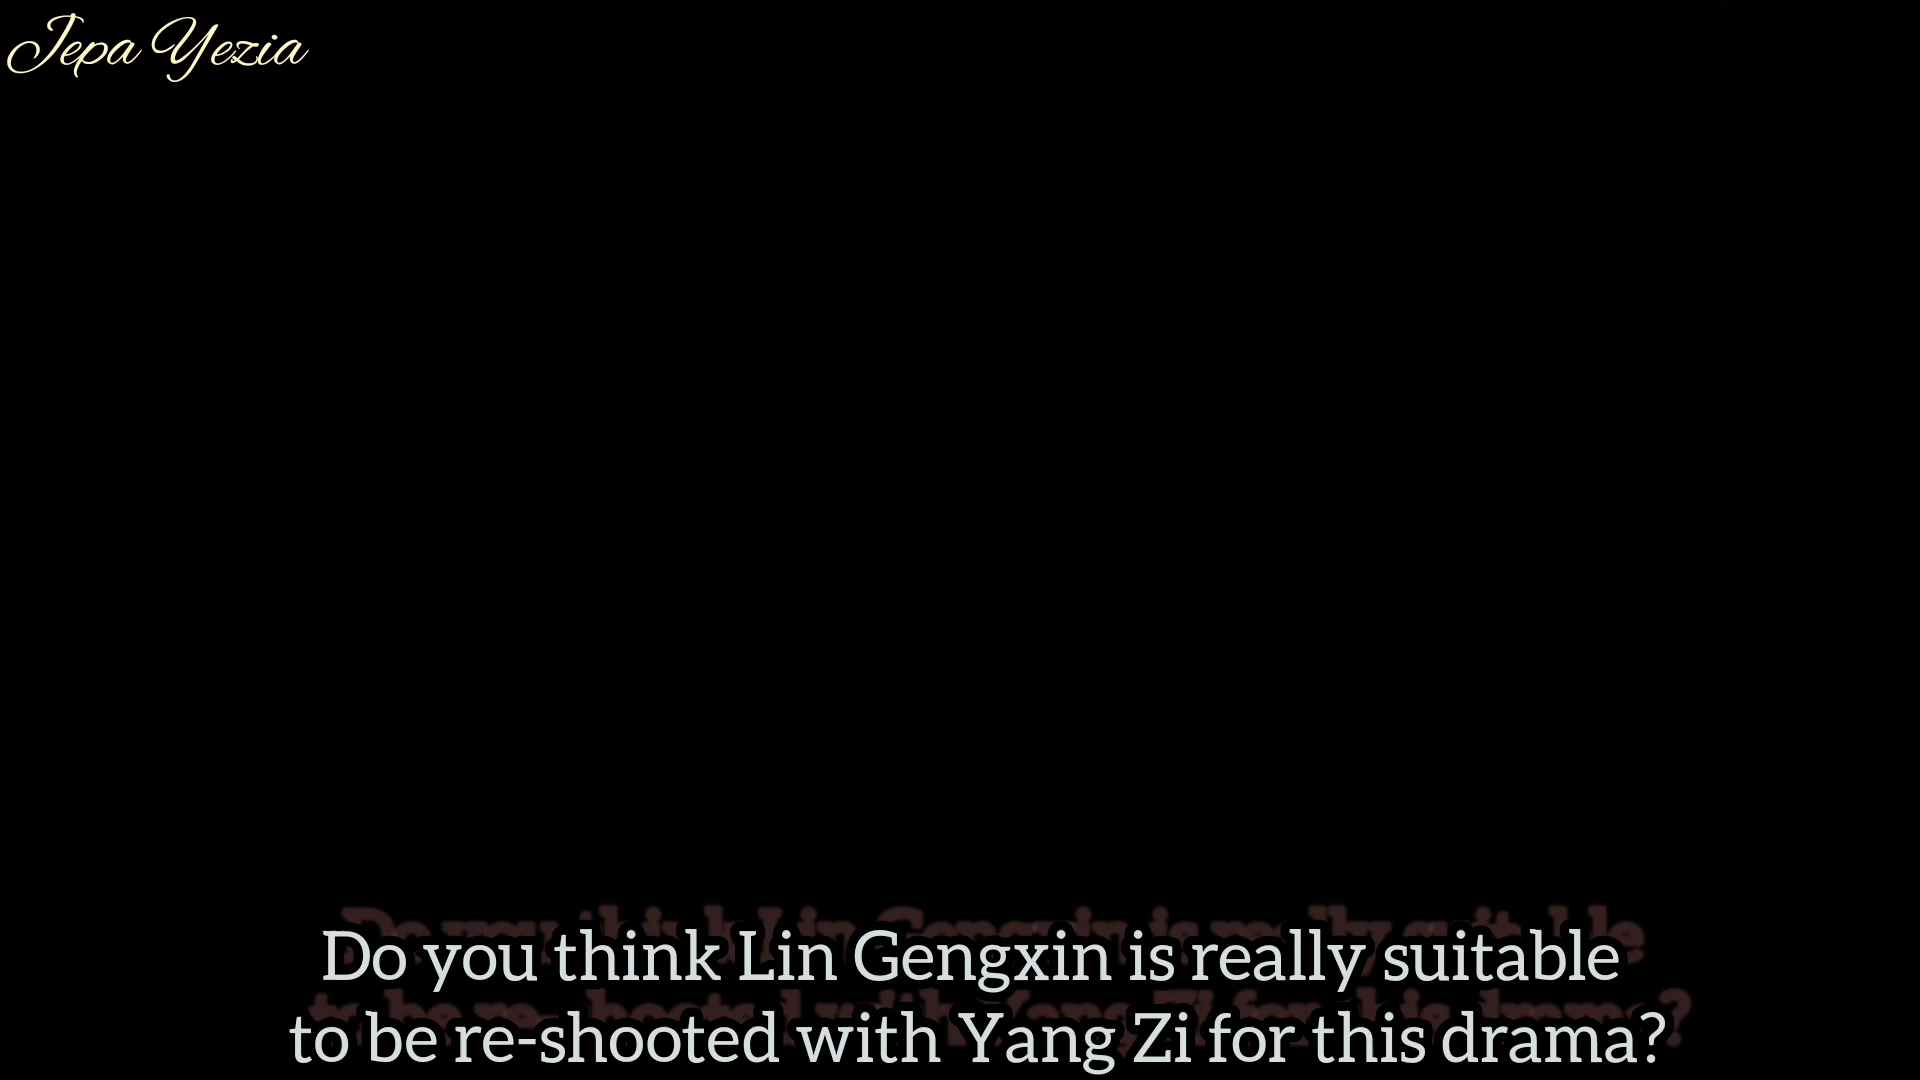 Jepa Yezia
Do you think Lin Gengxin is really suitable
to be re-shooted with Yang Zi for this drama?